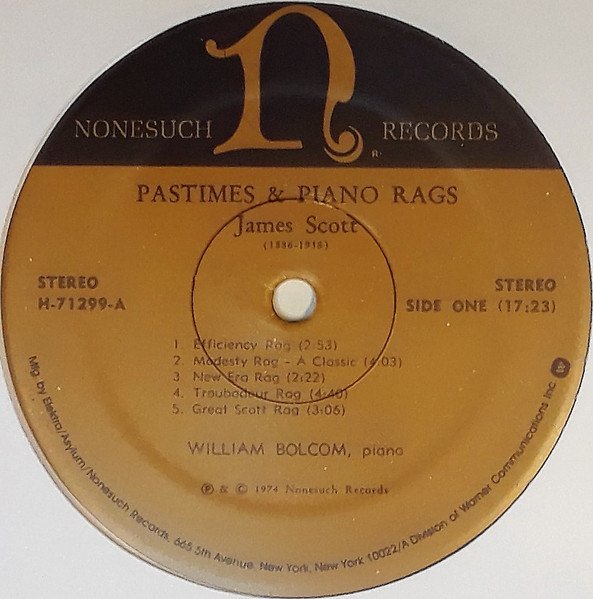 n
NONESUCH RECORDS
R
PASTIMES & PIANO RAGS
James Scott
(1886-1938)
STEREO
H-71299-A
STEREO
SIDE ONE (17:23)
1. Efficiency Rag (2:53)
2. Modesty Rag - A Classic (4:03)
3 New Era Rag (2:22)
4. Troubadour Rag (4:40)
5. Great Scott Rag (3:06)
WILLIAM BOLCOM, piano
℗ & © 1974 Nonesuch Records
Mfg. by Elektra/Asylum/Nonesuch Records, 665 5th Avenue, New York, New York 10022/A Division of Warner Communications Inc